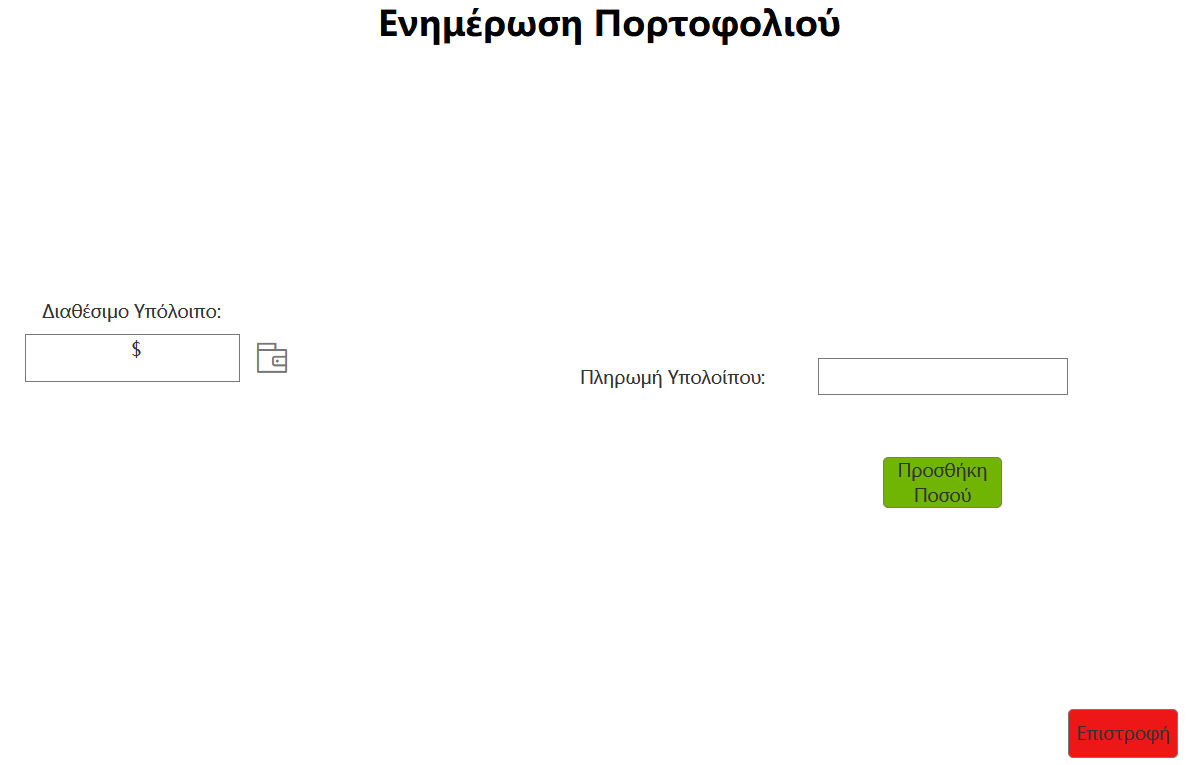 Ενημέρωση Πορτοφολιού
Διαθέσιμο Υπόλοιπο:
$
Πληρωμή Υπολοίπου:
Προσθήκη
Ποσού
Επιστροφή